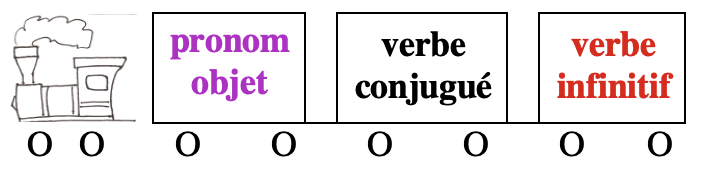 pronom
objet
verbe
conjugué
verbe
infinitif
O O O O O O O O